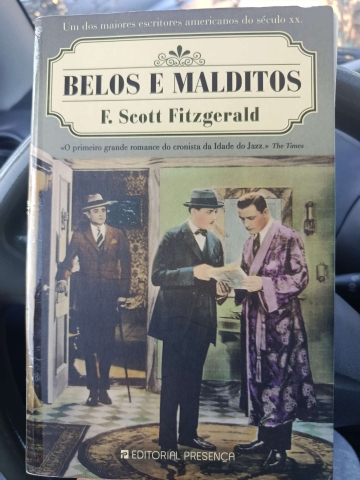 Um dos maiores escritores americanos do século xx.
BELOS E MALDITOS
F. Scott Fitzgerald
«O primeiro grande romance do cronista da Idade do Jazz.» The Times
EDITORIAL PRESENÇA